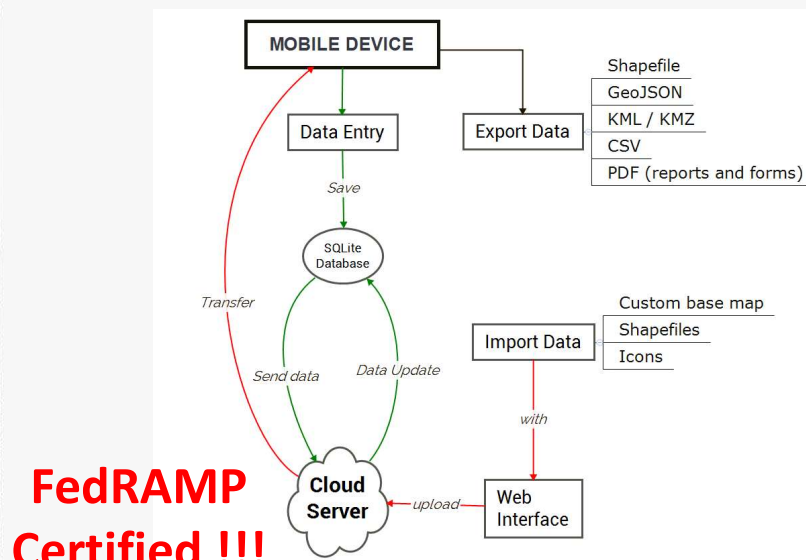 MOBILE DEVICE
Shapefile
GeoJSON
KML / KMZ
CSV
PDF (reports and forms)
Data Entry
Export Data
Save
SQLite
Database
Transfer
Custom base map
Shapefiles
Icons
Import Data
Send data
Data Update
with
Cloud
Server
upload
Web
Interface
FedRAMP
Certified !!!